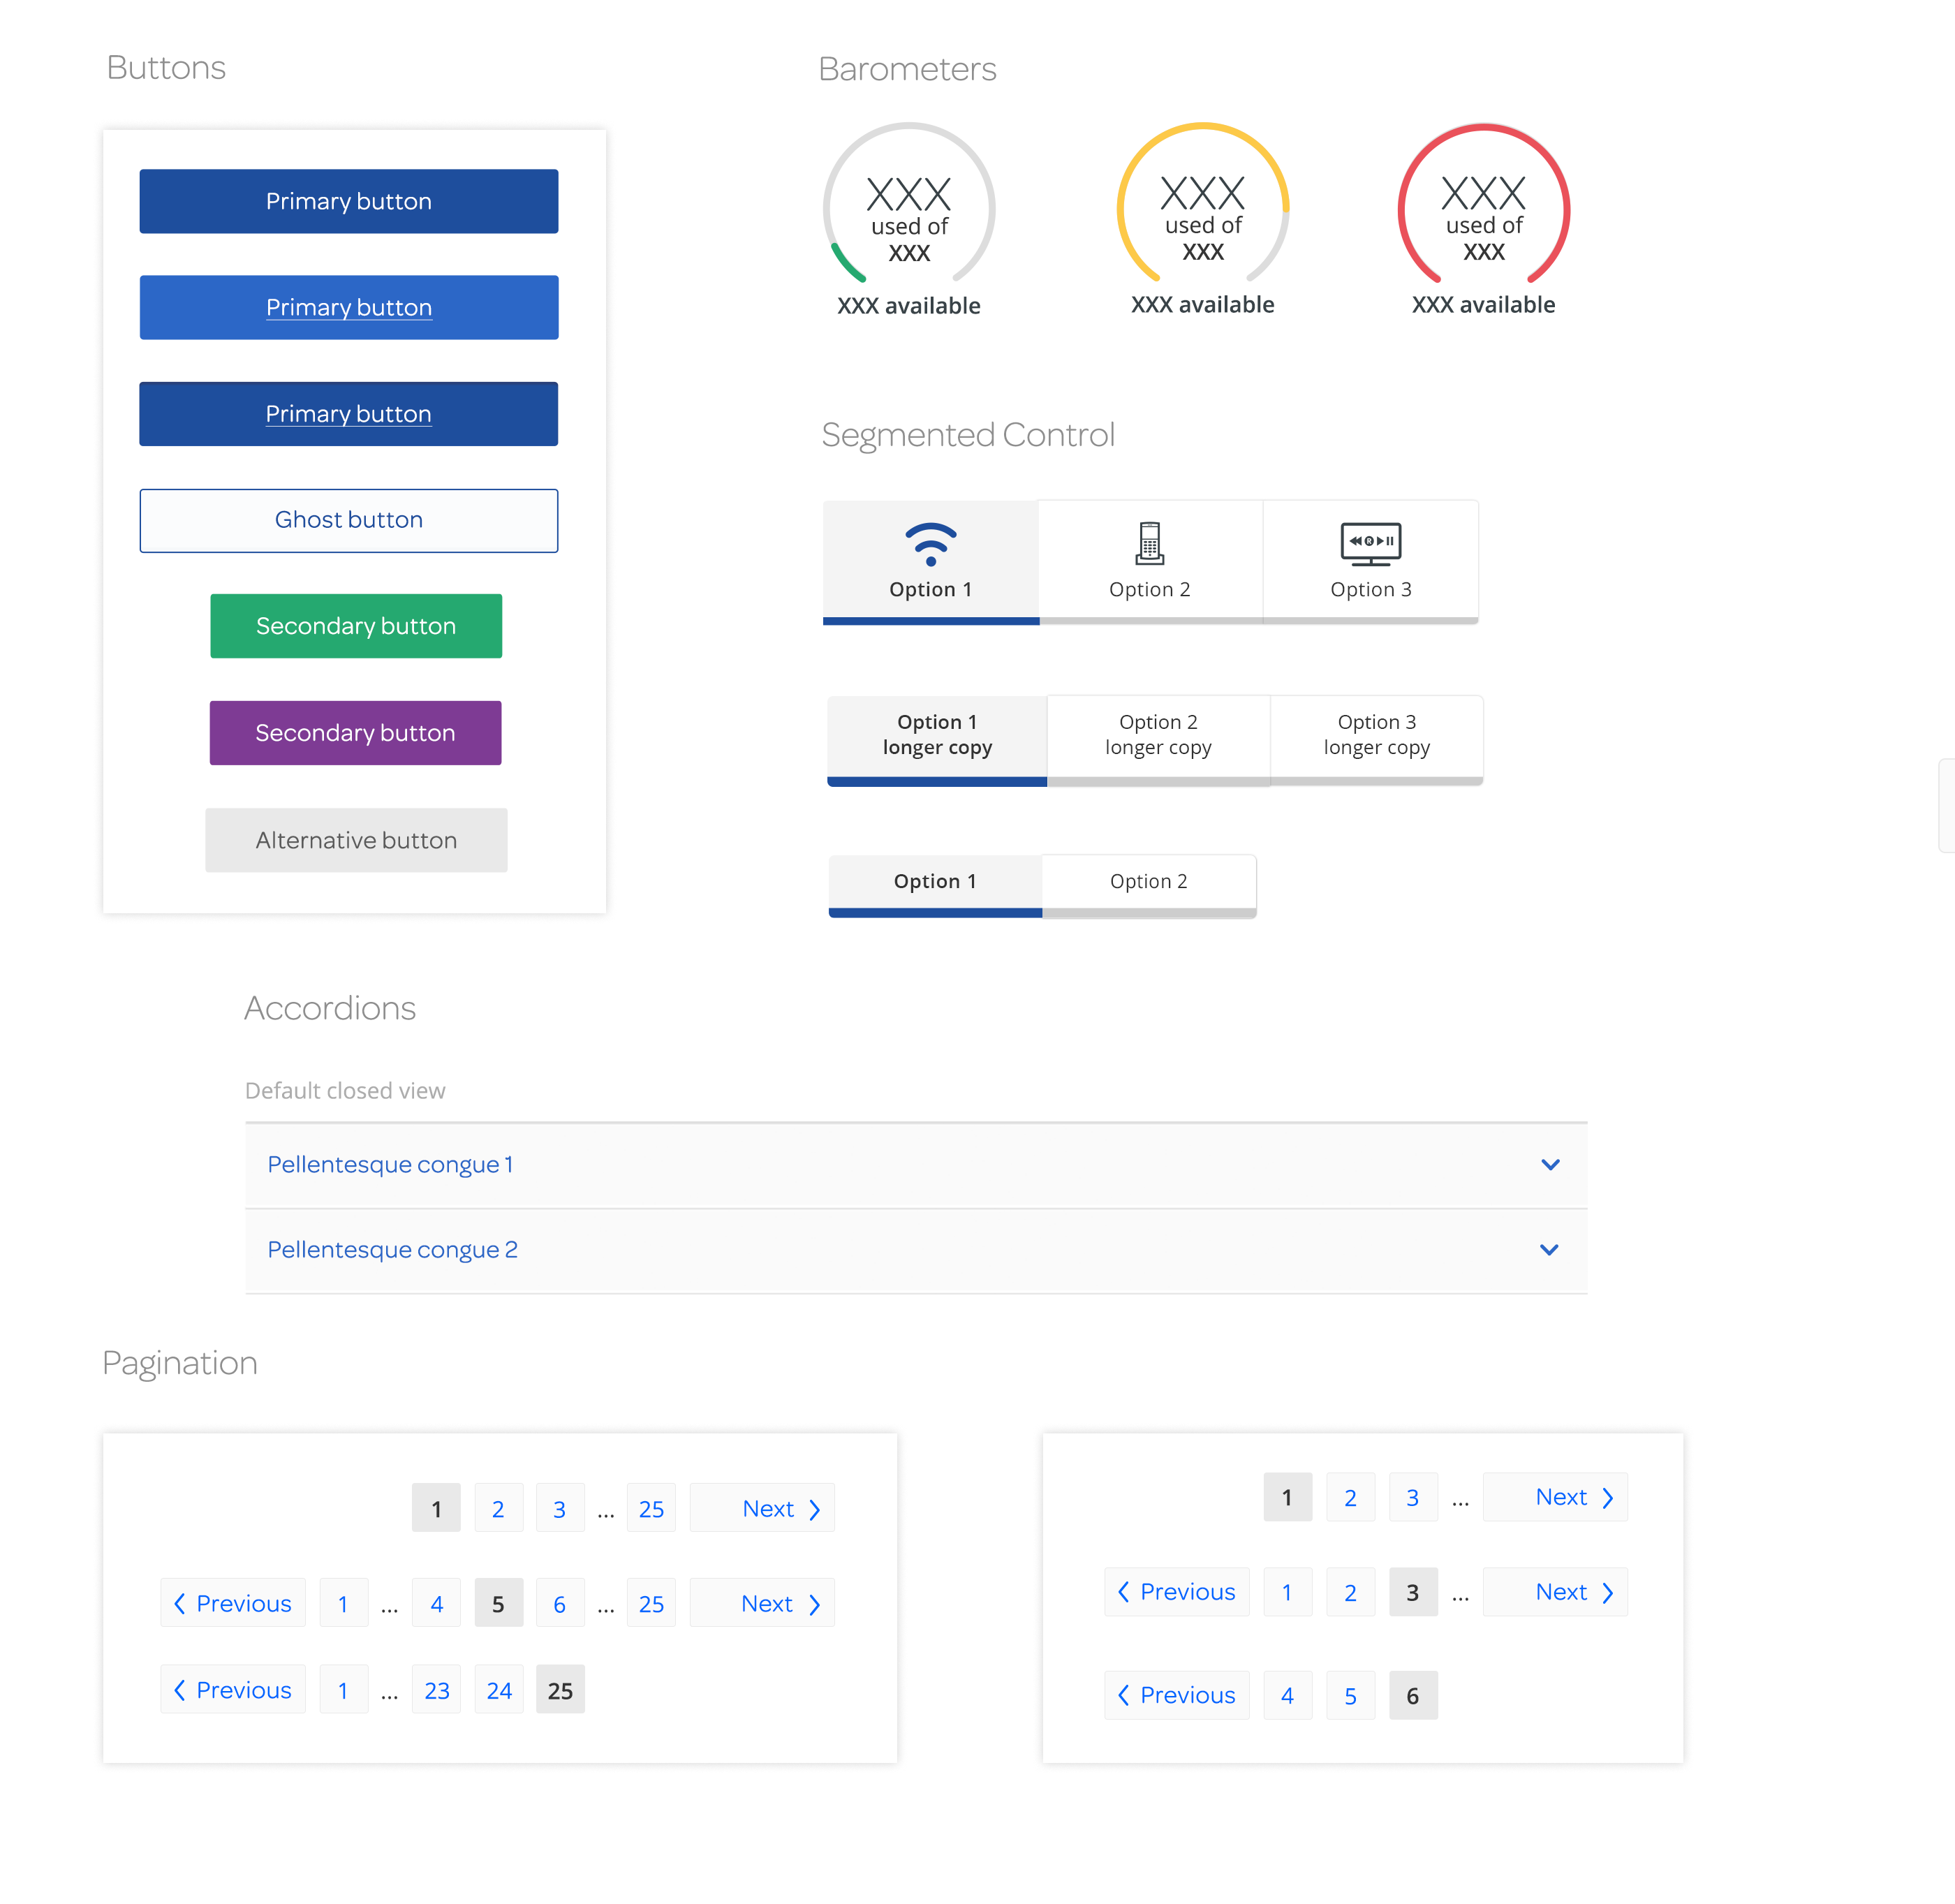 Buttons
Primary button
Primary button
Primary button
Ghost button
Secondary button
Secondary button
Alternative button
Barometers
XXX
used of
XXX
XXX available
XXX
used of
XXX
XXX available
XXX
used of
XXX
XXX available
Segmented Control
Option 1
Option 2
R
Option 3
Option 1
longer copy
Option 2
longer copy
Option 3
longer copy
Option 1
Option 2
Accordions
Default closed view
Pellentesque congue 1
Pellentesque congue 2
Pagination
1 2 3 ... 25 Next
Previous 1 ... 4 5 6 ... 25 Next
Previous 1 ... 23 24 25
1 2 3 ... Next
Previous 1 2 3 ... Next
Previous 4 5 6